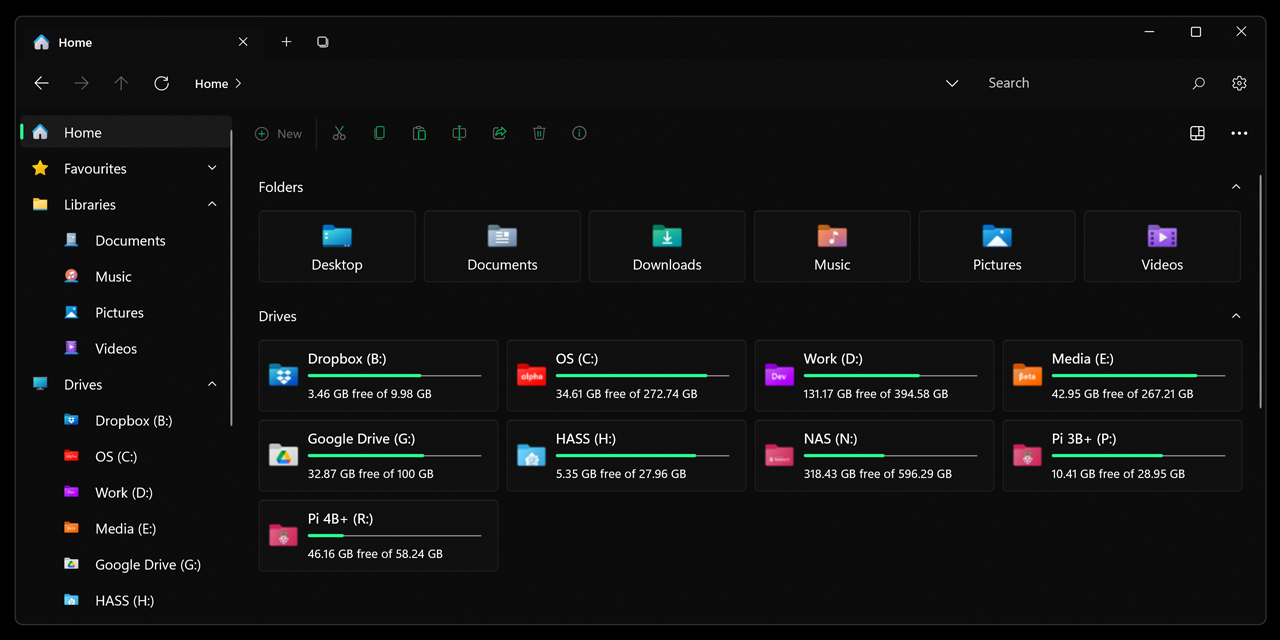 Home
Home
Search
Home
Favourites
Libraries
Documents
Music
Pictures
Videos
Drives
Dropbox (B:)
OS (C:)
Work (D:)
Media (E:)
Google Drive (G:)
HASS (H:)
New
Folders
Desktop
Documents
Downloads
Music
Pictures
Videos
Drives
Dropbox (B:)
3.46 GB free of 9.98 GB
alpha
OS (C:)
34.61 GB free of 272.74 GB
Dev
Work (D:)
131.17 GB free of 394.58 GB
βeta
Media (E:)
42.95 GB free of 267.21 GB
Google Drive (G:)
32.87 GB free of 100 GB
HASS (H:)
5.35 GB free of 27.96 GB
NAS (N:)
318.43 GB free of 596.29 GB
Pi 3B+ (P:)
10.41 GB free of 28.95 GB
Pi 4B+ (R:)
46.16 GB free of 58.24 GB